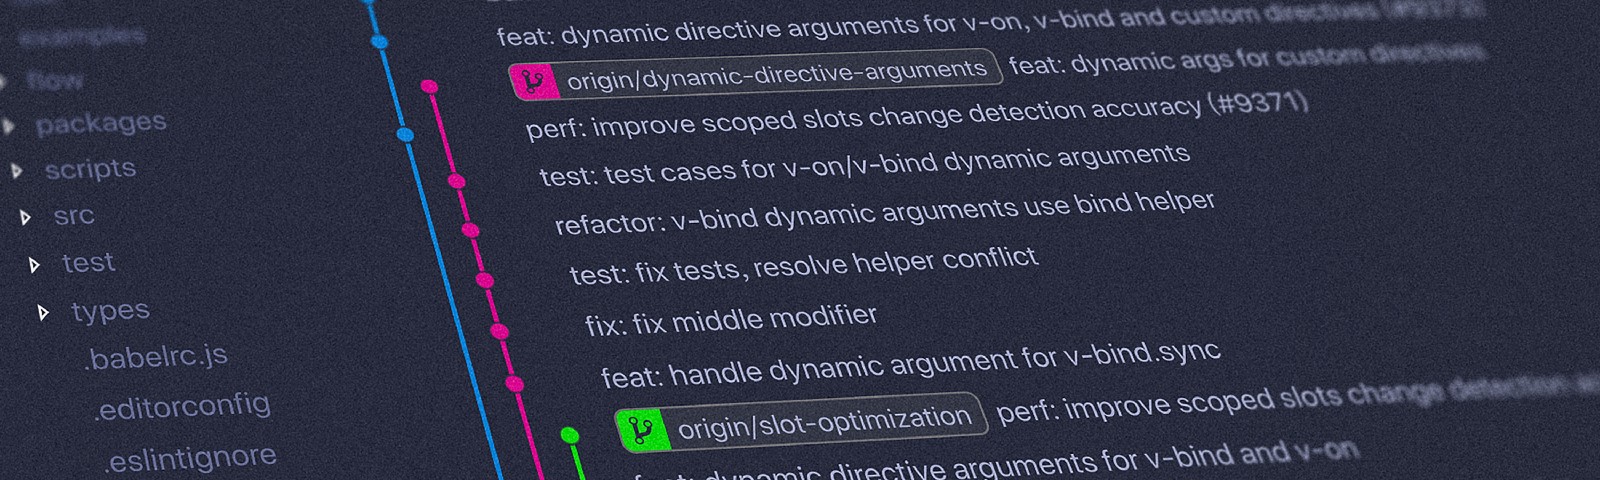 examples
flow
packages
scripts
src
test
types
.babelrc.js
.editorconfig
.eslintignore
feat: dynamic directive arguments for v-on, v-bind and custom directives
origin/dynamic-directive-arguments feat: dynamic args for custom directives
perf: improve scoped slots change detection accuracy (#9371)
test: test cases for v-on/v-bind dynamic arguments
refactor: v-bind dynamic arguments use bind helper
test: fix tests, resolve helper conflict
fix: fix middle modifier
feat: handle dynamic argument for v-bind.sync
origin/slot-optimization perf: improve scoped slots change detection
feat: dynamic directive arguments for v-bind and v-on